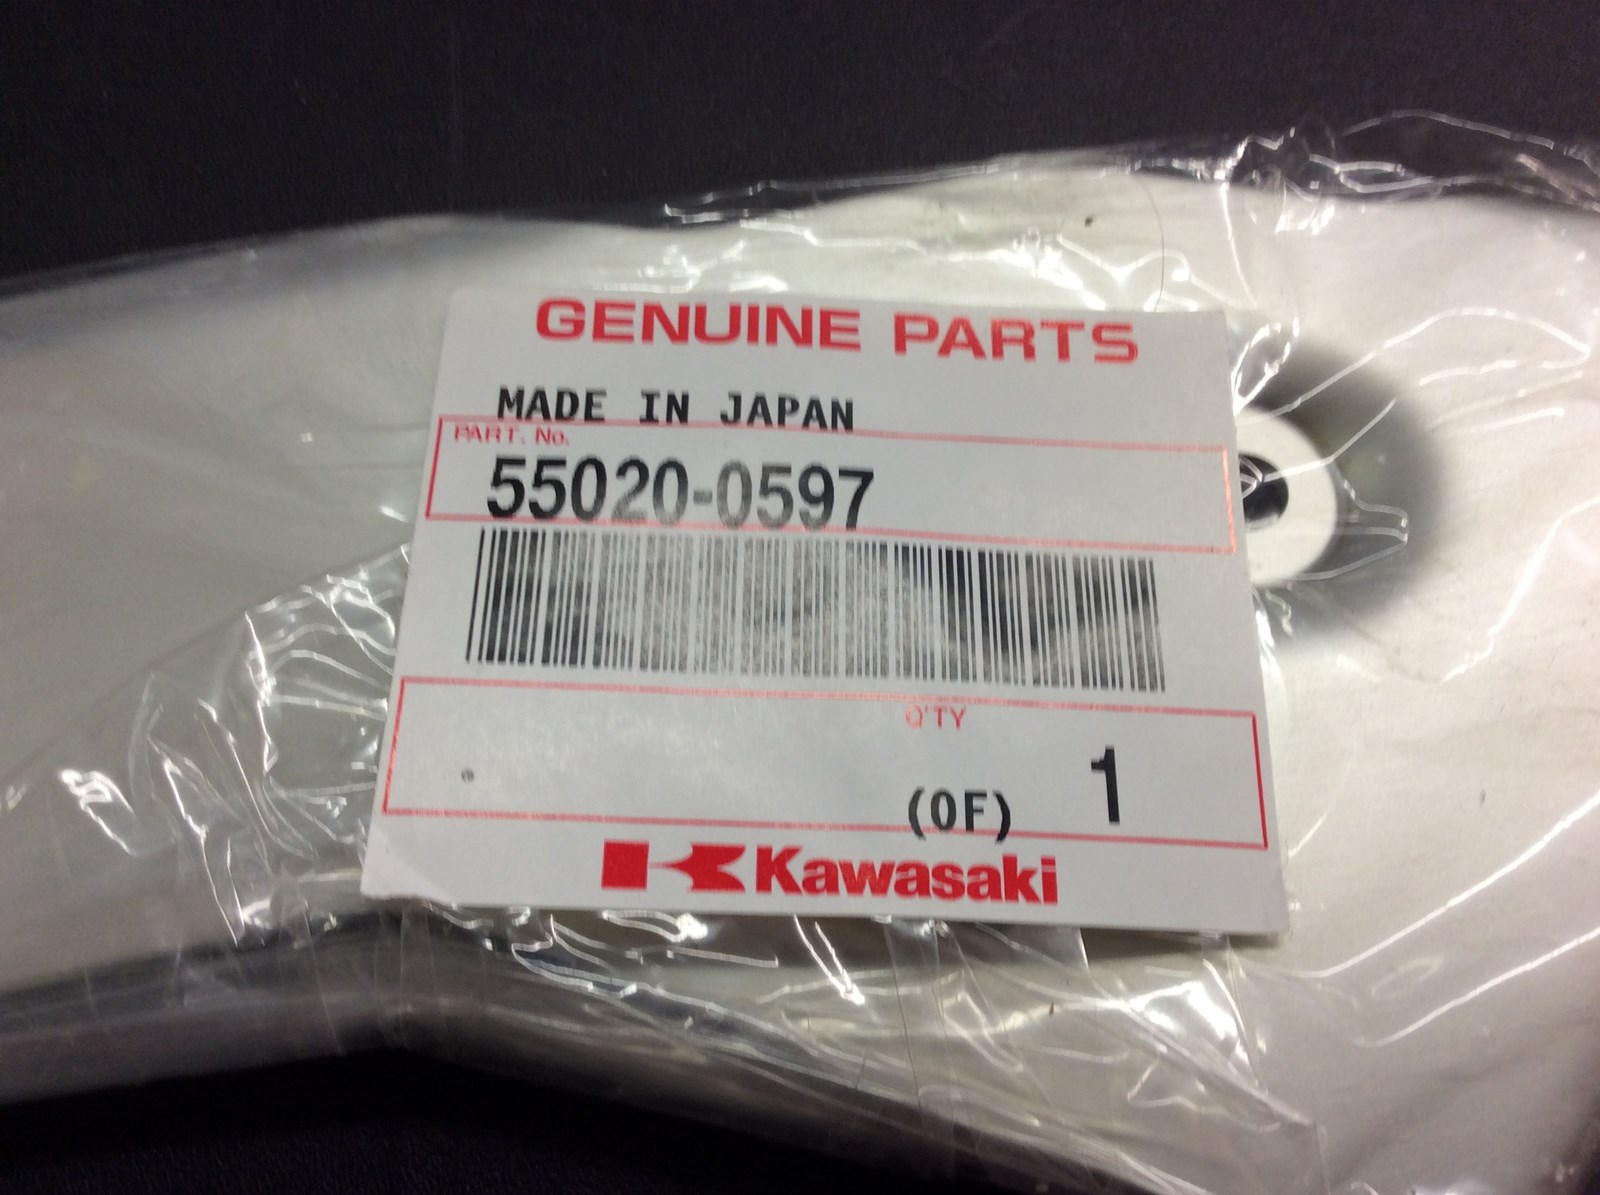 GENUINE PARTS
MADE IN JAPAN
PART. No.
55020-0597
Q'TY
(OF) 1
Kawasaki